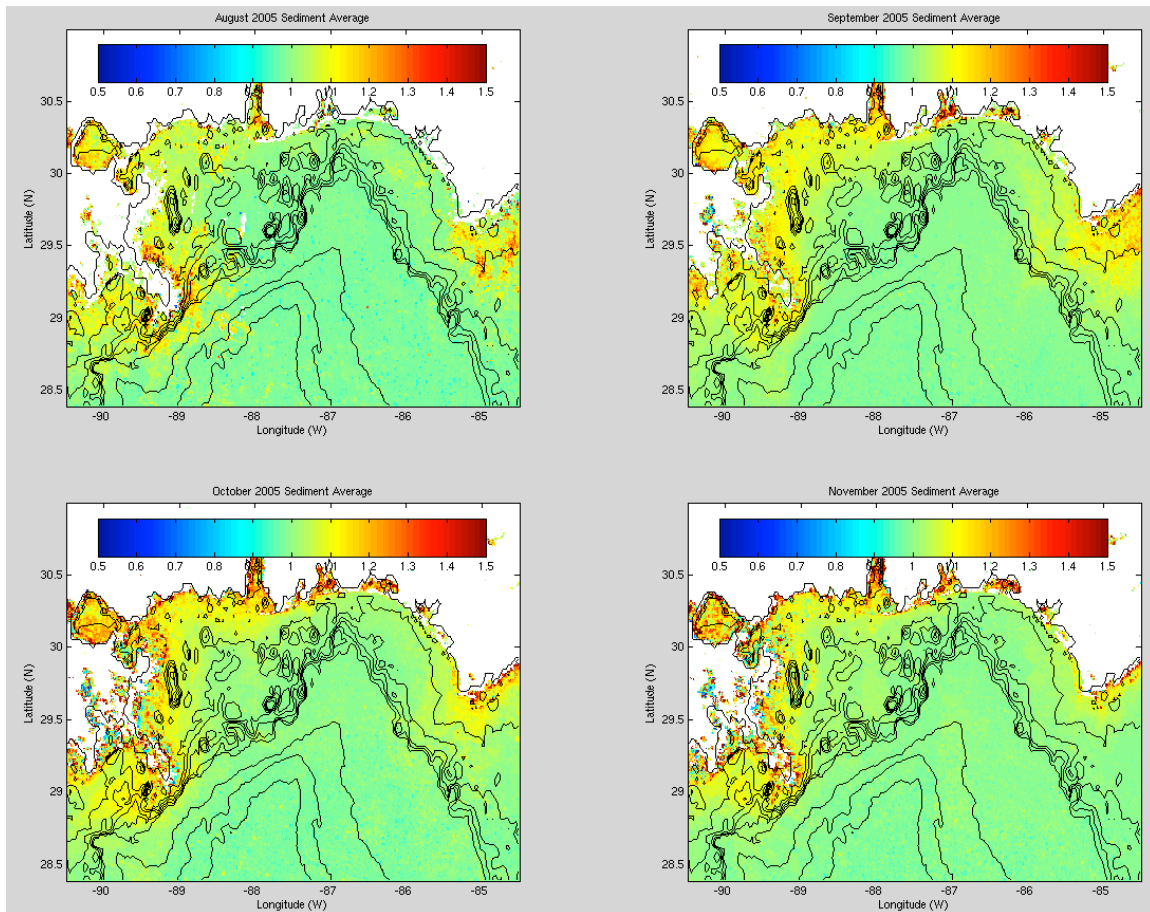 August 2005 Sediment Average
0.5 0.6 0.7 0.8 0.9 1 1.1 1.2 1.3 1.4 1.5
30.5
30
29.5
29
28.5
Latitude (N)
-90 -89 -88 -87 -86 -85
Longitude (W)
September 2005 Sediment Average
0.5 0.6 0.7 0.8 0.9 1 1.1 1.2 1.3 1.4 1.5
30.5
30
29.5
29
28.5
Latitude (N)
-90 -89 -88 -87 -86 -85
Longitude (W)
October 2005 Sediment Average
0.5 0.6 0.7 0.8 0.9 1 1.1 1.2 1.3 1.4 1.5
30.5
30
29.5
29
28.5
Latitude (N)
-90 -89 -88 -87 -86 -85
Longitude (W)
November 2005 Sediment Average
0.5 0.6 0.7 0.8 0.9 1 1.1 1.2 1.3 1.4 1.5
30.5
30
29.5
29
28.5
Latitude (N)
-90 -89 -88 -87 -86 -85
Longitude (W)